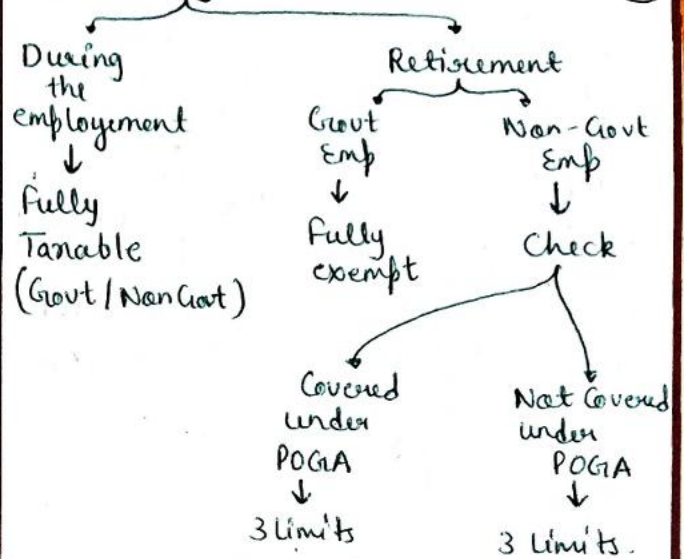 During
the
employement
↓
Fully
Taxable
(Govt / Non Govt)
Retirement
Govt
Emp
↓
Fully
exempt
Non-Govt
Emp
↓
Check
Covered
under
POGA
↓
3 limits
Not Covered
under
POGA
↓
3 limits.